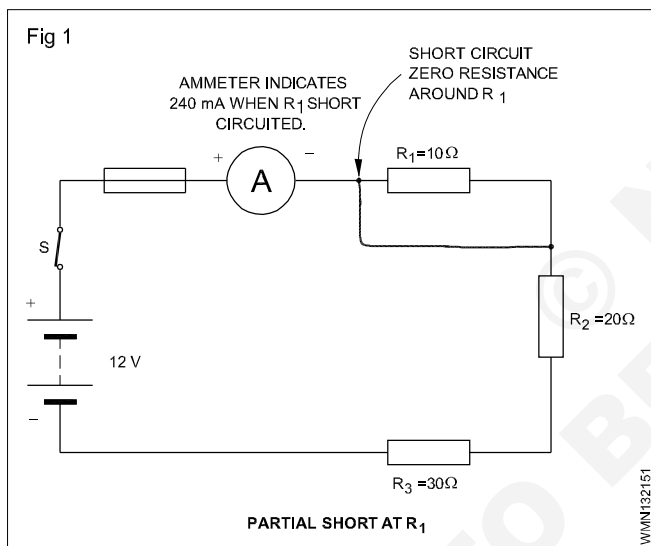 Fig 1
SHORT CIRCUIT
ZERO RESISTANCE
AROUND R 1
AMMETER INDICATES
240 mA WHEN R1 SHORT
CIRCUITED.
+
–
R1=10Ω
A
S
+
R2=20Ω
12 V
–
R3=30Ω
PARTIAL SHORT AT R1
WMN132151
©